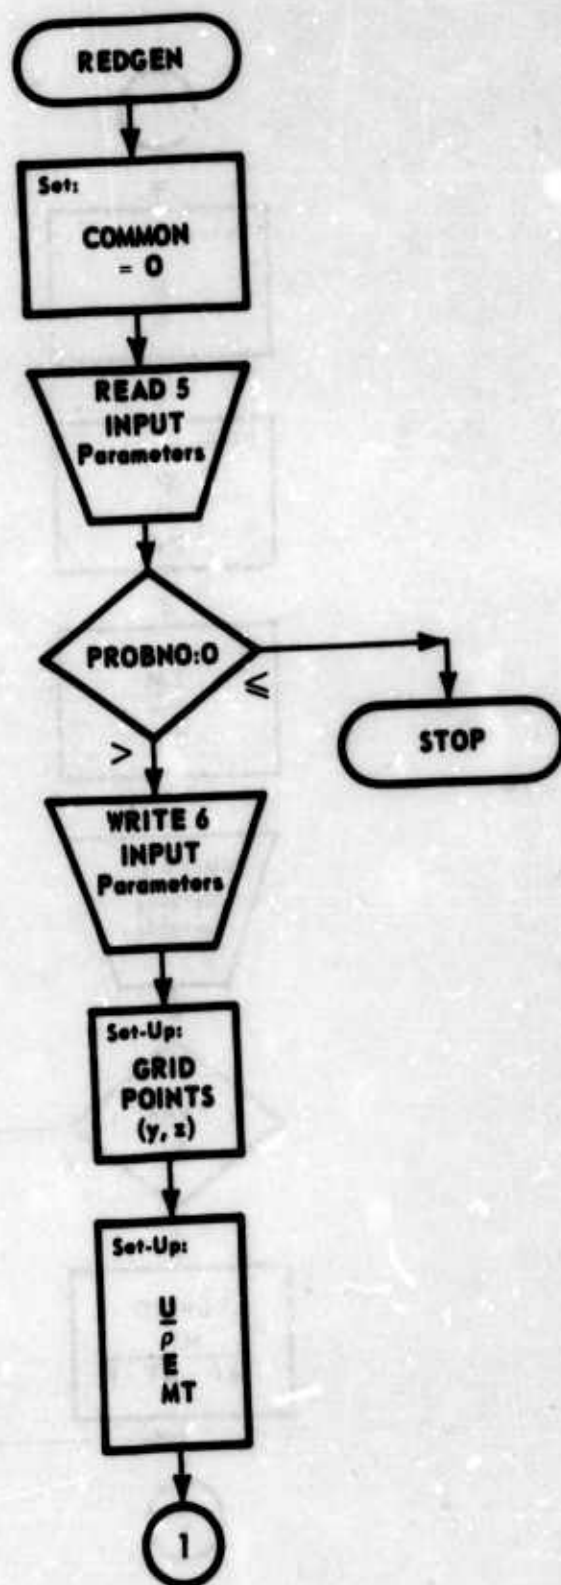 REDGEN
Set:
COMMON
= 0
READ 5
INPUT
Parameters
PROBNO:0
≤
STOP
>
WRITE 6
INPUT
Parameters
Set-Up:
GRID
POINTS
(y, z)
Set-Up:
U
ρ
E
MT
1